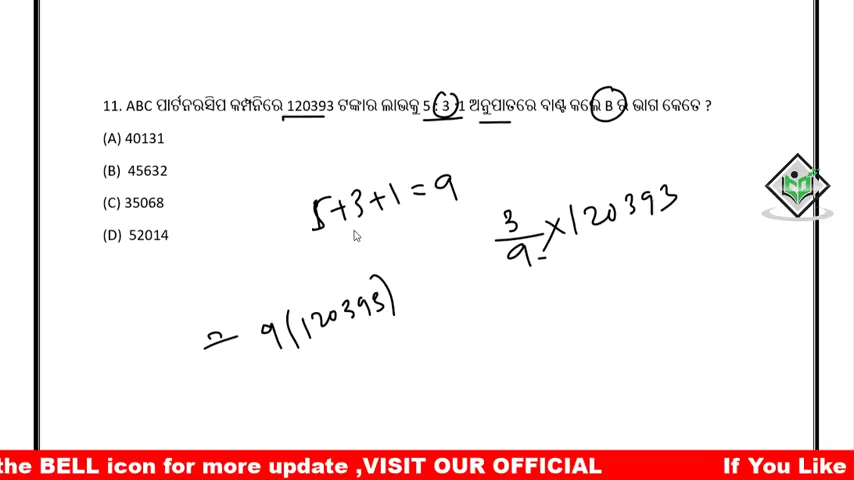 11. ABC ପାର୍ଟନରସିପ କମ୍ପନିରେ 120393 ଟଙ୍କାର ଲାଭକୁ 5 : 3 :1 ଅନୁପାତରେ ବାଣ୍ଟ କଲେ B ର ଭାଗ କେତେ ?
(A) 40131
(B) 45632
(C) 35068
(D) 52014
5+3+1=9
3/9 × 120393
= 9(120393)
the BELL icon for more update ,VISIT OUR OFFICIAL If You Like